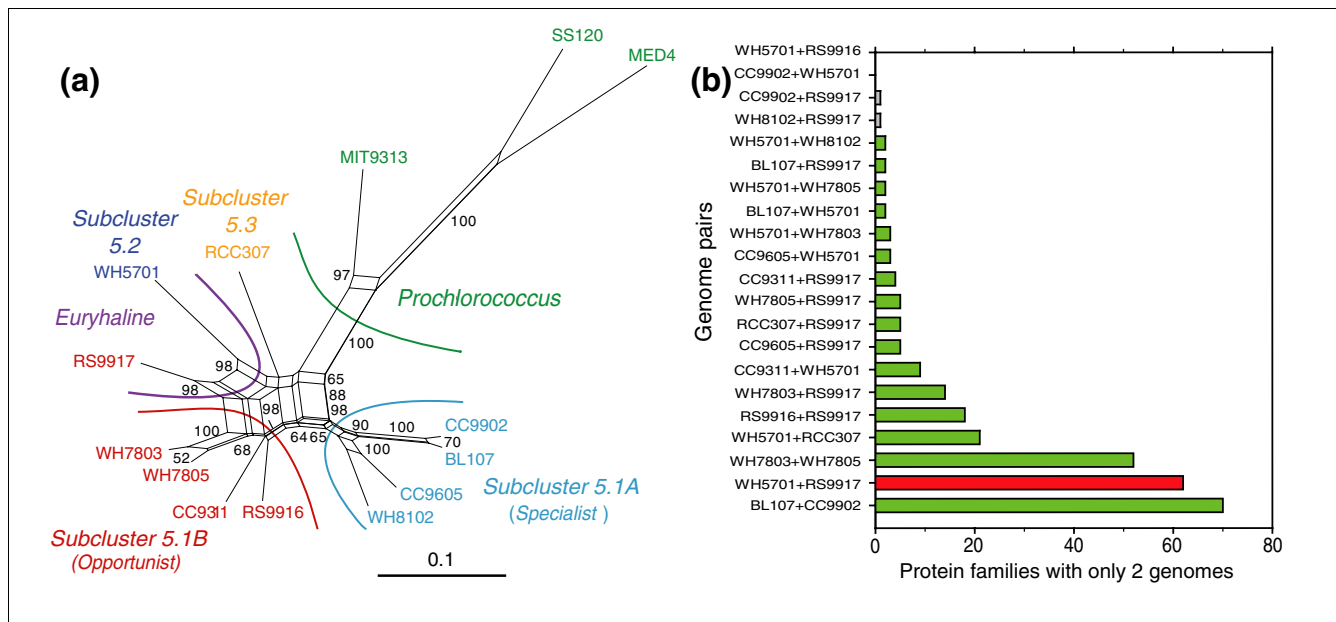 (a)
SS120
MED4
MIT9313
100
Subcluster
5.3
RCC307
Subcluster
5.2
WH5701
97
Prochlorococcus
Euryhaline
100
RS9917
98
98
65
88
98
98
100
68
64
65
90
100
70
100
CC9902
BL107
WH7803
52
WH7805
CC9605
WH8102
CC9311
RS9916
Subcluster 5.1A
(Specialist )
Subcluster 5.1B
(Opportunist)
0.1
(b)
Genome pairs
WH5701+RS9916
CC9902+WH5701
CC9902+RS9917
WH8102+RS9917
WH5701+WH8102
BL107+RS9917
WH5701+WH7805
BL107+WH5701
WH5701+WH7803
CC9605+WH5701
CC9311+RS9917
WH7805+RS9917
RCC307+RS9917
CC9605+RS9917
CC9311+WH5701
WH7803+RS9917
RS9916+RS9917
WH5701+RCC307
WH7803+WH7805
WH5701+RS9917
BL107+CC9902
0 20 40 60 80
Protein families with only 2 genomes